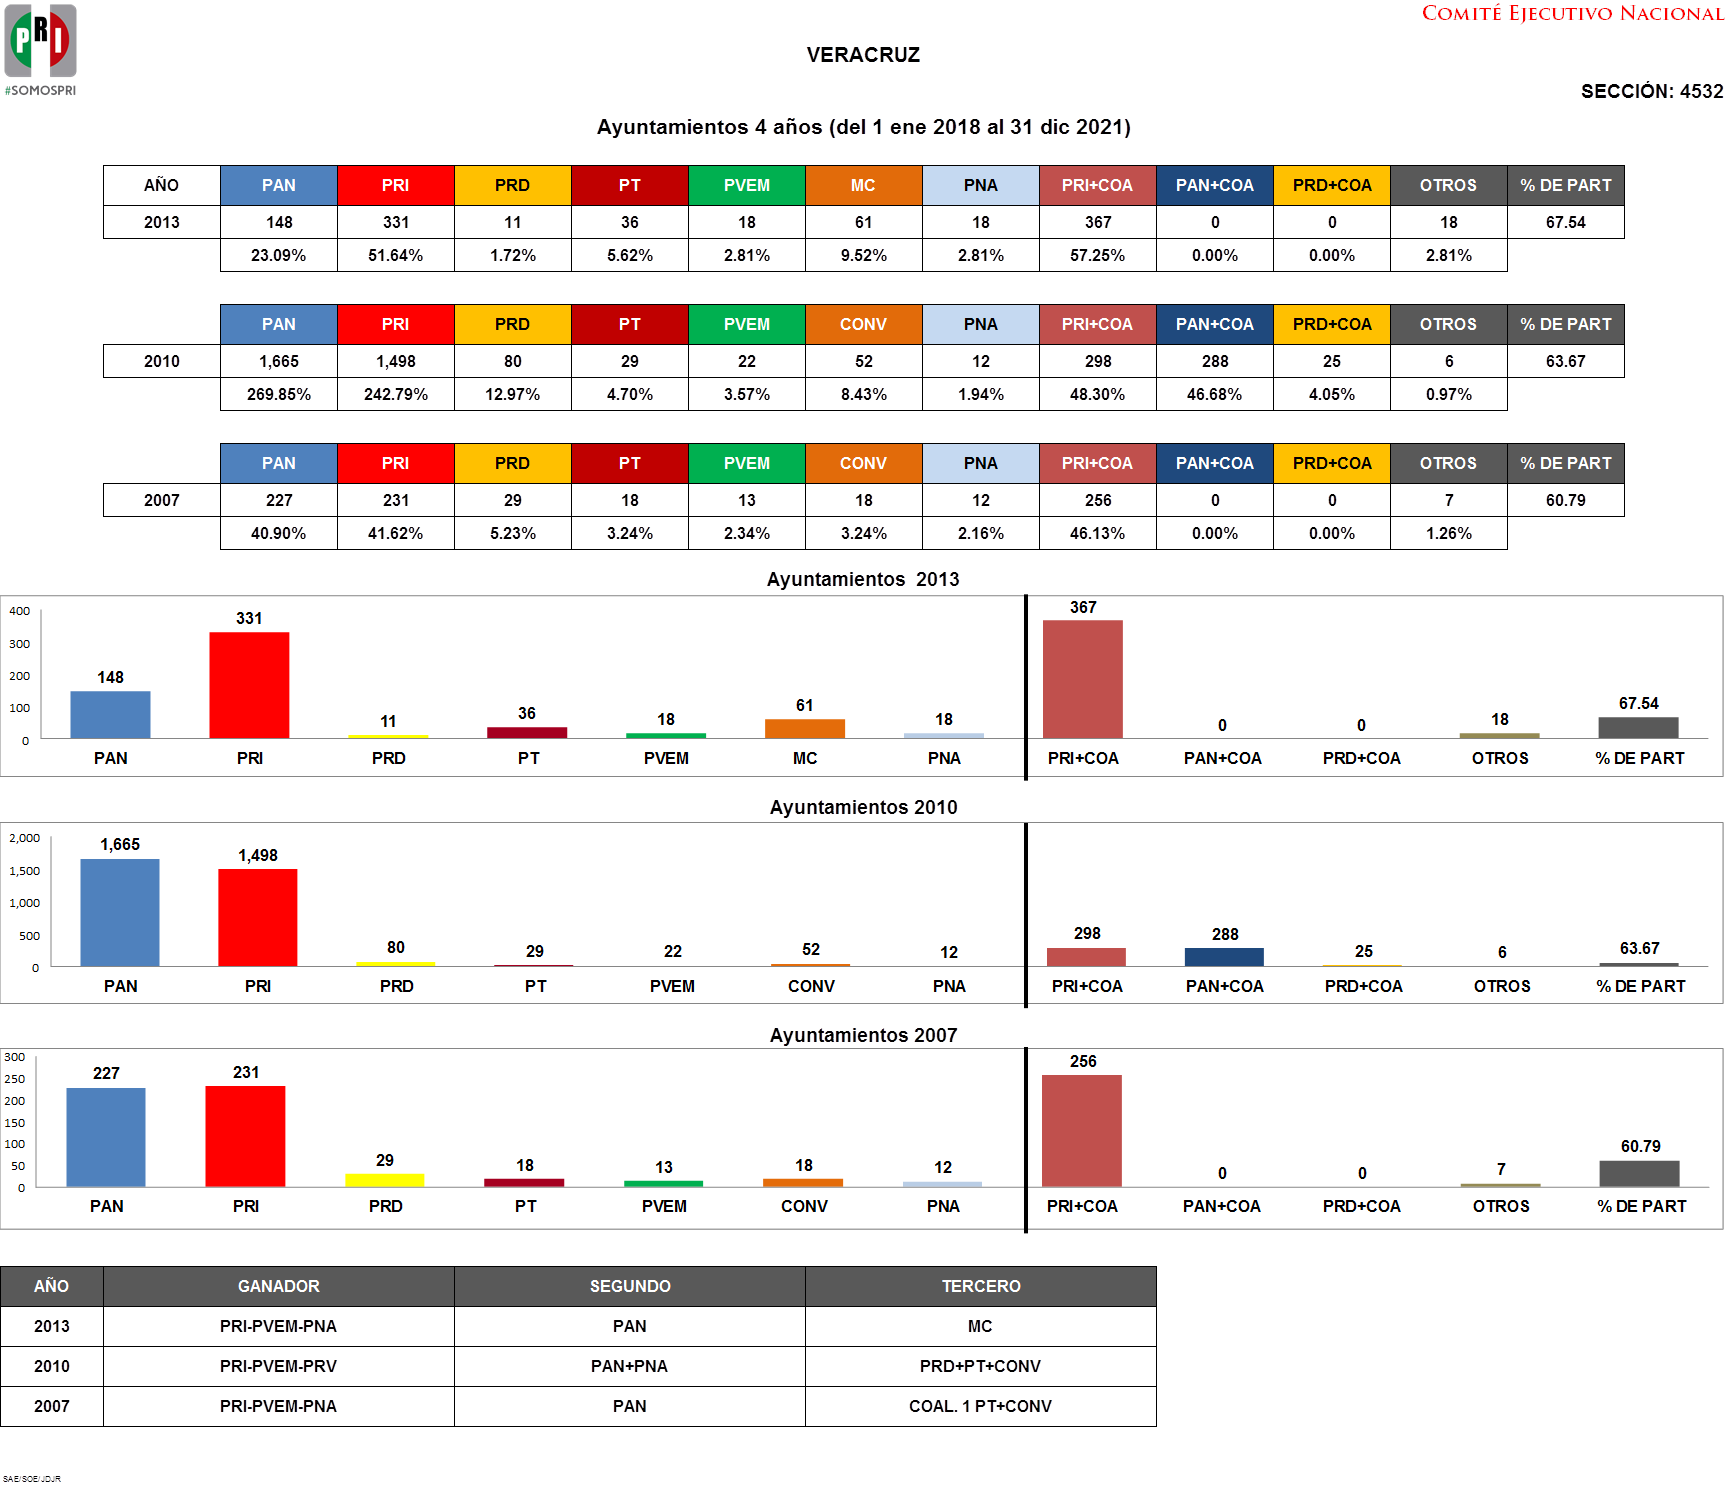 PRI
#SOMOSPRI
COMITÉ EJECUTIVO NACIONAL
VERACRUZ
SECCIÓN: 4532
Ayuntamientos 4 años (del 1 ene 2018 al 31 dic 2021)
AÑO PAN PRI PRD PT PVEM MC PNA PRI+COA PAN+COA PRD+COA OTROS % DE PART
2013 148 331 11 36 18 61 18 367 0 0 18 67.54
23.09% 51.64% 1.72% 5.62% 2.81% 9.52% 2.81% 57.25% 0.00% 0.00% 2.81%
PAN PRI PRD PT PVEM CONV PNA PRI+COA PAN+COA PRD+COA OTROS % DE PART
2010 1,665 1,498 80 29 22 52 12 298 288 25 6 63.67
269.85% 242.79% 12.97% 4.70% 3.57% 8.43% 1.94% 48.30% 46.68% 4.05% 0.97%
PAN PRI PRD PT PVEM CONV PNA PRI+COA PAN+COA PRD+COA OTROS % DE PART
2007 227 231 29 18 13 18 12 256 0 0 7 60.79
40.90% 41.62% 5.23% 3.24% 2.34% 3.24% 2.16% 46.13% 0.00% 0.00% 1.26%
Ayuntamientos 2013
400
300
200
100
0
148 331 11 36 18 61 18 367 0 0 18 67.54
PAN PRI PRD PT PVEM MC PNA PRI+COA PAN+COA PRD+COA OTROS % DE PART
Ayuntamientos 2010
2,000
1,500
1,000
500
0
1,665 1,498 80 29 22 52 12 298 288 25 6 63.67
PAN PRI PRD PT PVEM CONV PNA PRI+COA PAN+COA PRD+COA OTROS % DE PART
Ayuntamientos 2007
300
250
200
150
100
50
0
227 231 29 18 13 18 12 256 0 0 7 60.79
PAN PRI PRD PT PVEM CONV PNA PRI+COA PAN+COA PRD+COA OTROS % DE PART
AÑO GANADOR SEGUNDO TERCERO
2013 PRI-PVEM-PNA PAN MC
2010 PRI-PVEM-PRV PAN+PNA PRD+PT+CONV
2007 PRI-PVEM-PNA PAN COAL. 1 PT+CONV
SAE/SOE/JDJR